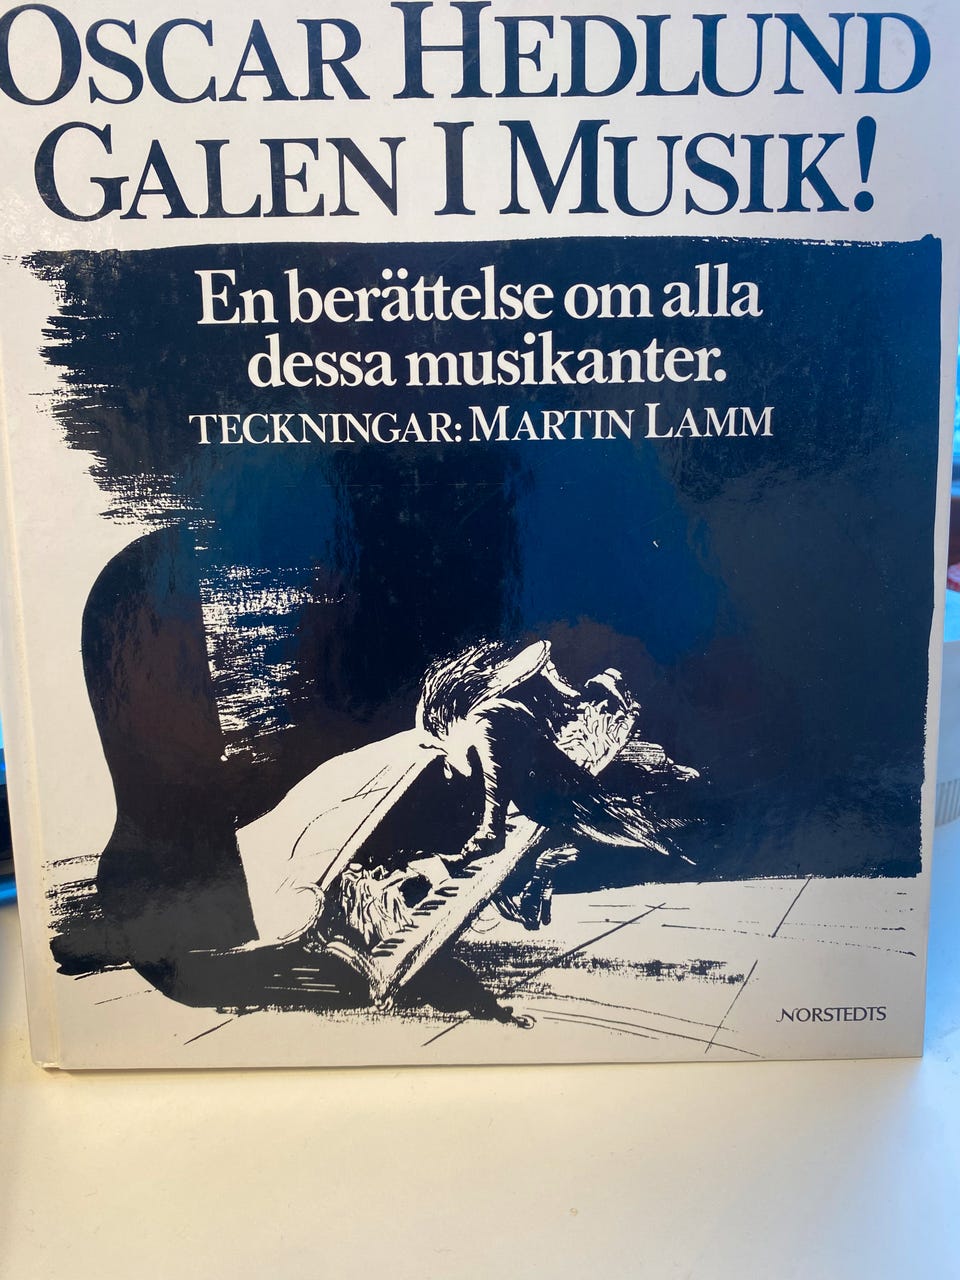 OSCAR HEDLUND
GALEN I MUSIK!
En berättelse om alla
dessa musikanter.
TECKNINGAR: MARTIN LAMM
NORSTEDTS